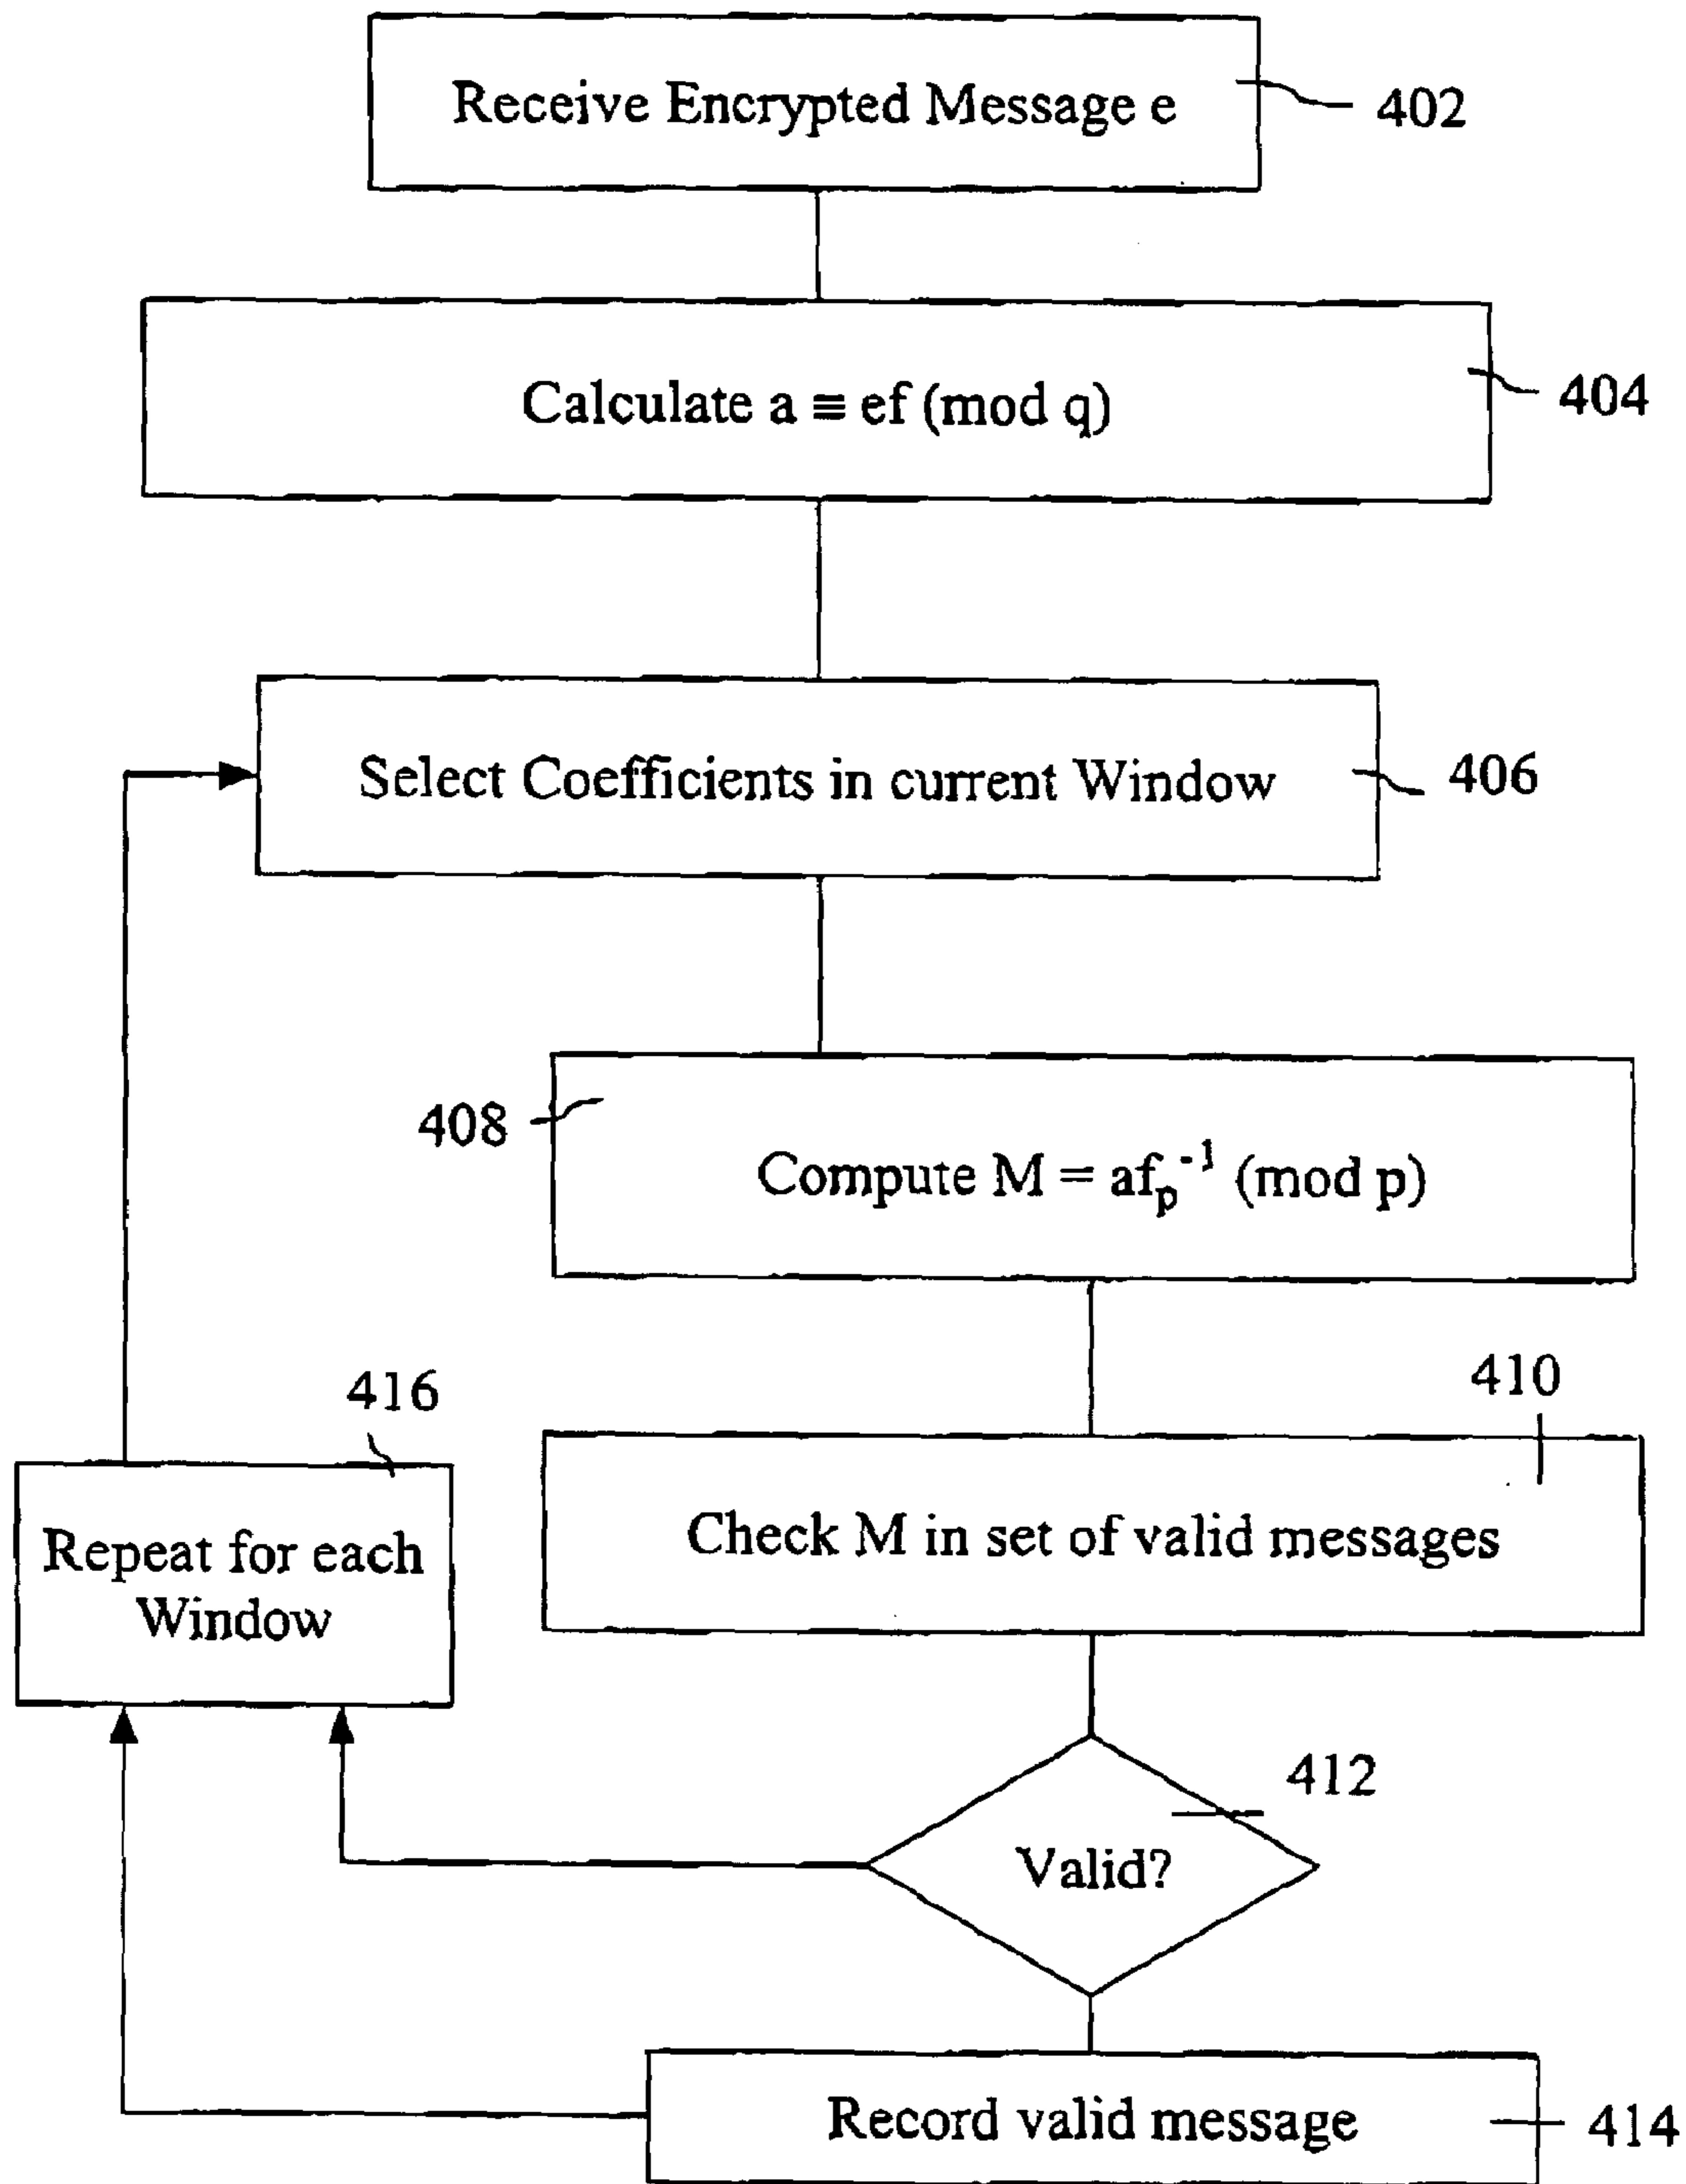 Receive Encrypted Message e
402
Calculate a ≡ ef (mod q)
404
Select Coefficients in current Window
406
408
Compute M = af_p^-1 (mod p)
410
416
Check M in set of valid messages
Repeat for each
Window
412
Valid?
Record valid message
414